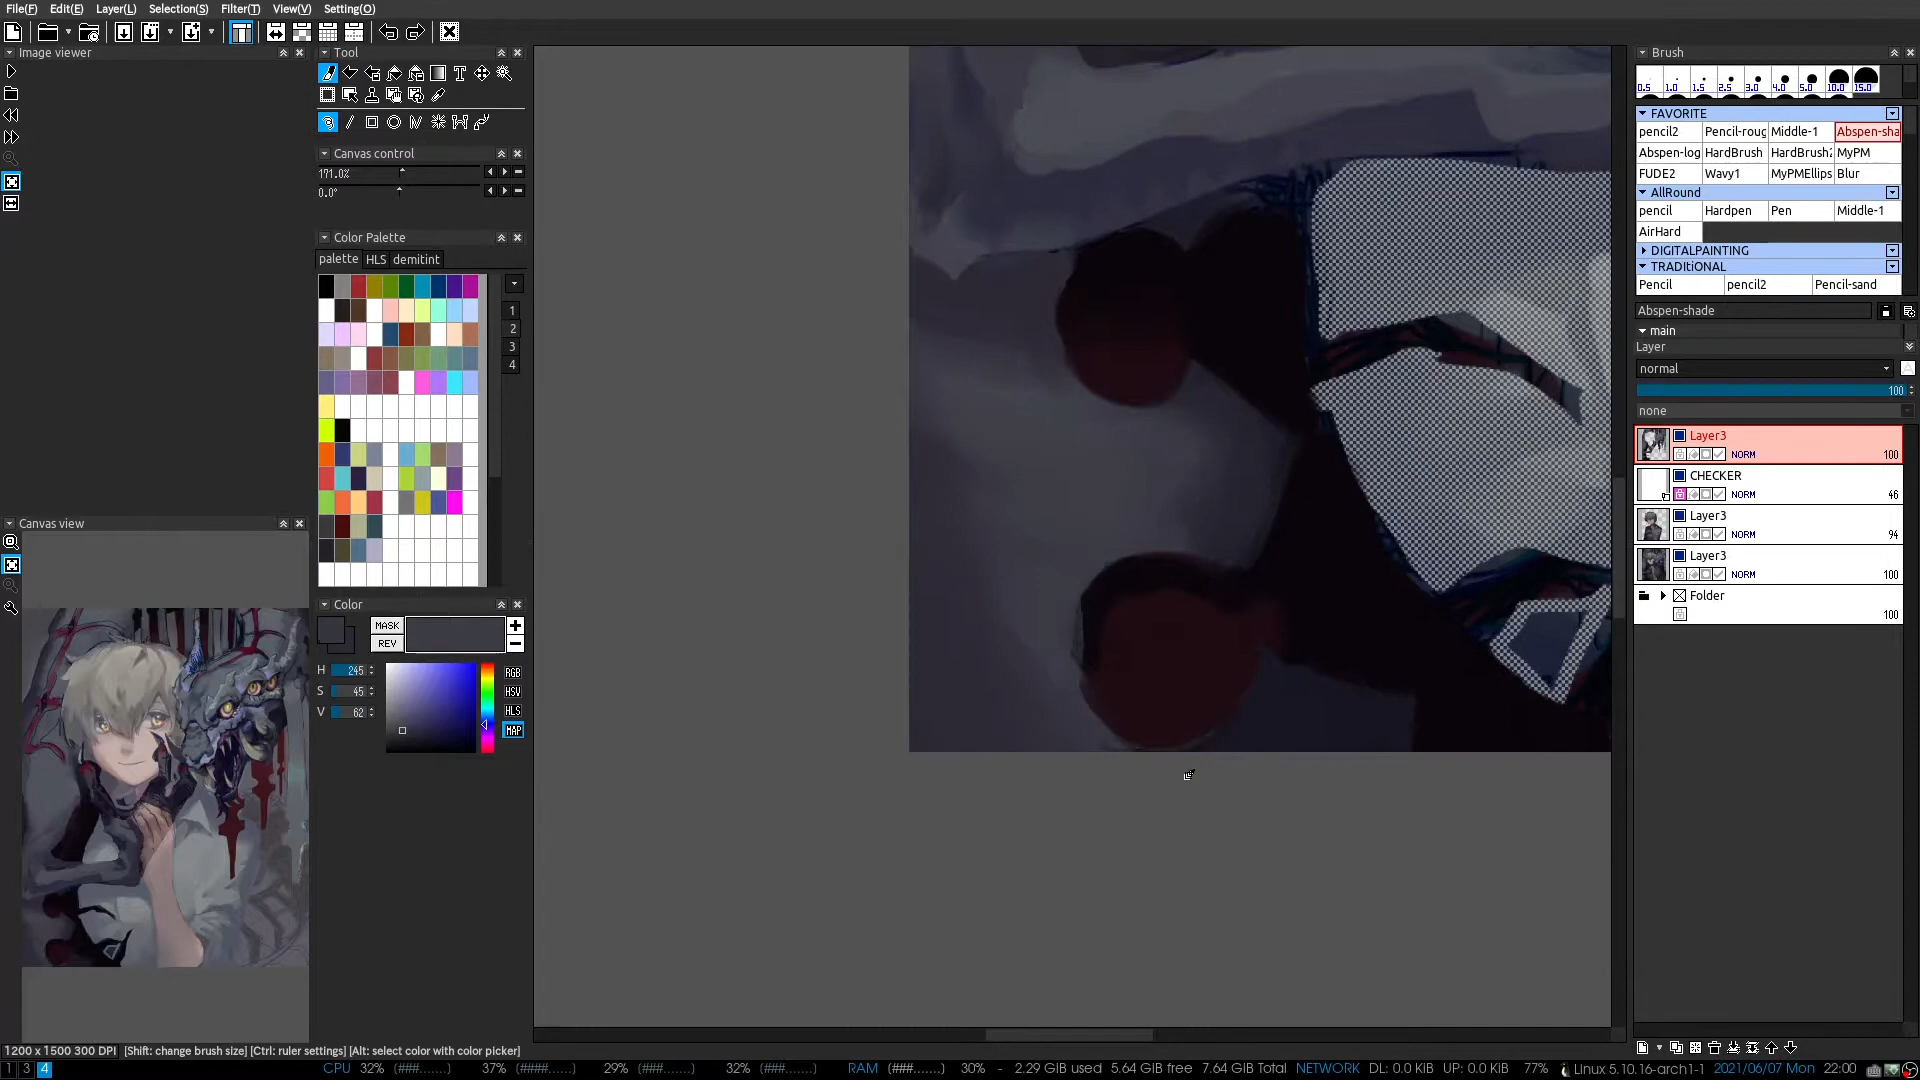 File(F) Edit(E) Layer(L) Selection(S) Filter(T) View(V) Setting(O)
Image viewer
Tool
Canvas control
171.0%
0.0°
Color Palette
palette HLS demitint
1
2
3
4
Canvas view
Color
MASK
REV
H 245
S 45
V 62
RGB
HSV
HLS
MAP
Brush
0.5 1.0 1.5 2.5 3.0 4.0 5.0 10.0 15.0
FAVORITE
pencil2 Pencil-roug Middle-1 Abspen-sha
Abspen-log HardBrush HardBrush2 MyPM
FUDE2 Wavy1 MyPMEllips Blur
AllRound
pencil Hardpen Pen Middle-1
AirHard
DIGITALPAINTING
TRADItiONAL
Pencil pencil2 Pencil-sand
Abspen-shade
main
Layer
normal
100
none
Layer3
NORM 100
CHECKER
NORM 46
Layer3
NORM 94
Layer3
NORM 100
Folder
100
1200 x 1500 300 DPI [Shift: change brush size] [Ctrl: ruler settings] [Alt: select color with color picker]
1 3 4 CPU 32% (###......) 37% (####.....) 29% (###......) 32% (###......) RAM (###......) 30% - 2.29 GIB used 5.64 GIB free 7.64 GIB Total NETWORK DL: 0.0 KIB UP: 0.0 KIB 77% Linux 5.10.16-arch1-1 2021/06/07 Mon 22:00